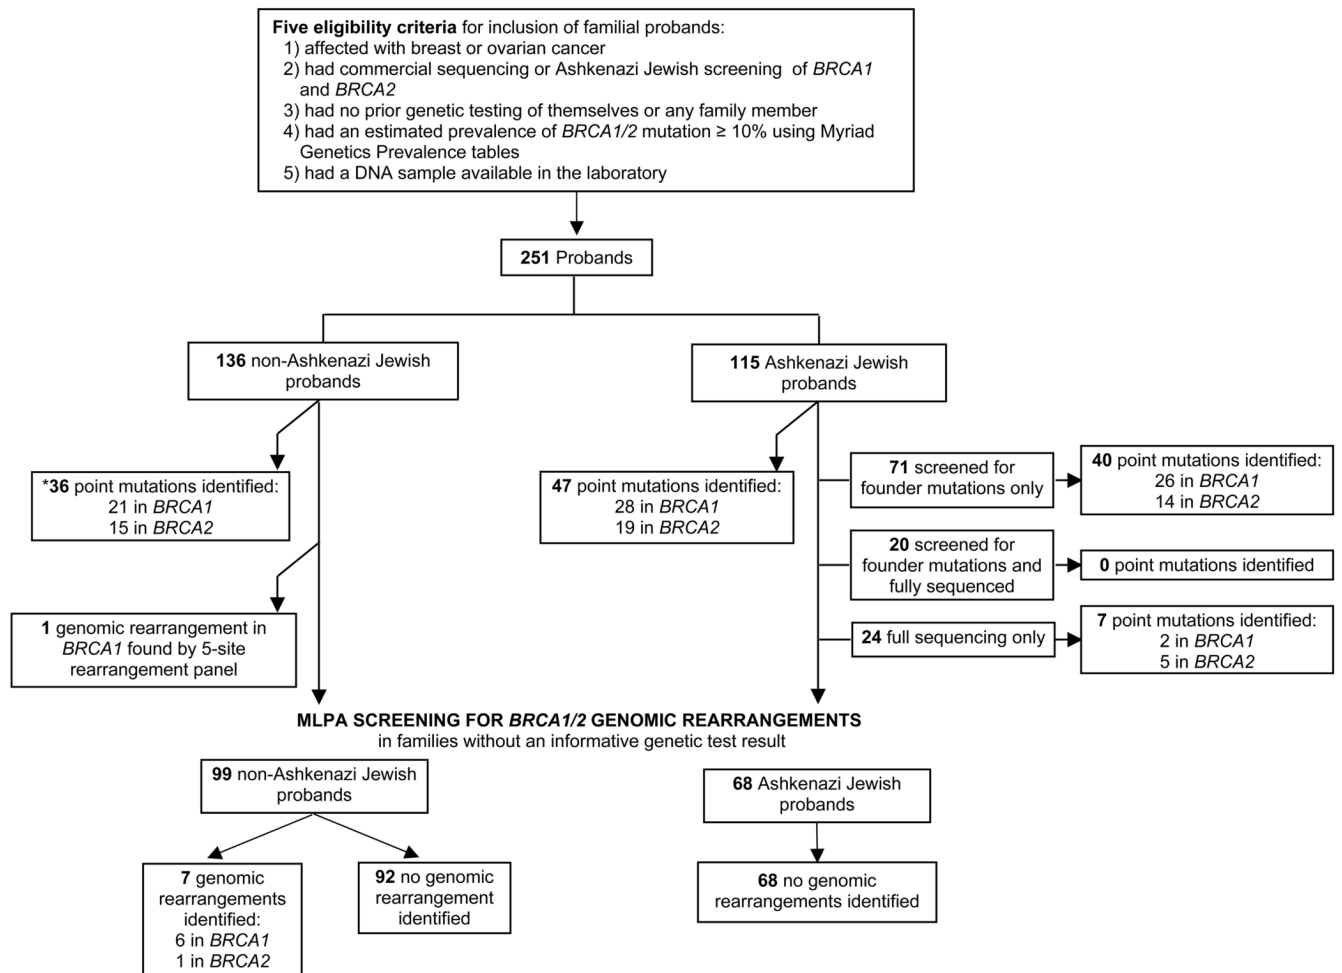 Five eligibility criteria for inclusion of familial probands:
1) affected with breast or ovarian cancer
2) had commercial sequencing or Ashkenazi Jewish screening of BRCA1
and BRCA2
3) had no prior genetic testing of themselves or any family member
4) had an estimated prevalence of BRCA1/2 mutation ≥ 10% using Myriad
Genetics Prevalence tables
5) had a DNA sample available in the laboratory
251 Probands
136 non-Ashkenazi Jewish
probands
115 Ashkenazi Jewish
probands
*36 point mutations identified:
21 in BRCA1
15 in BRCA2
47 point mutations identified:
28 in BRCA1
19 in BRCA2
71 screened for
founder mutations only
40 point mutations identified:
26 in BRCA1
14 in BRCA2
20 screened for
founder mutations and
fully sequenced
0 point mutations identified
1 genomic rearrangement in
BRCA1 found by 5-site
rearrangement panel
24 full sequencing only
7 point mutations identified:
2 in BRCA1
5 in BRCA2
MLPA SCREENING FOR BRCA1/2 GENOMIC REARRANGEMENTS
in families without an informative genetic test result
99 non-Ashkenazi Jewish
probands
68 Ashkenazi Jewish
probands
7 genomic
rearrangements
identified:
6 in BRCA1
1 in BRCA2
92 no genomic
rearrangement
identified
68 no genomic
rearrangements identified